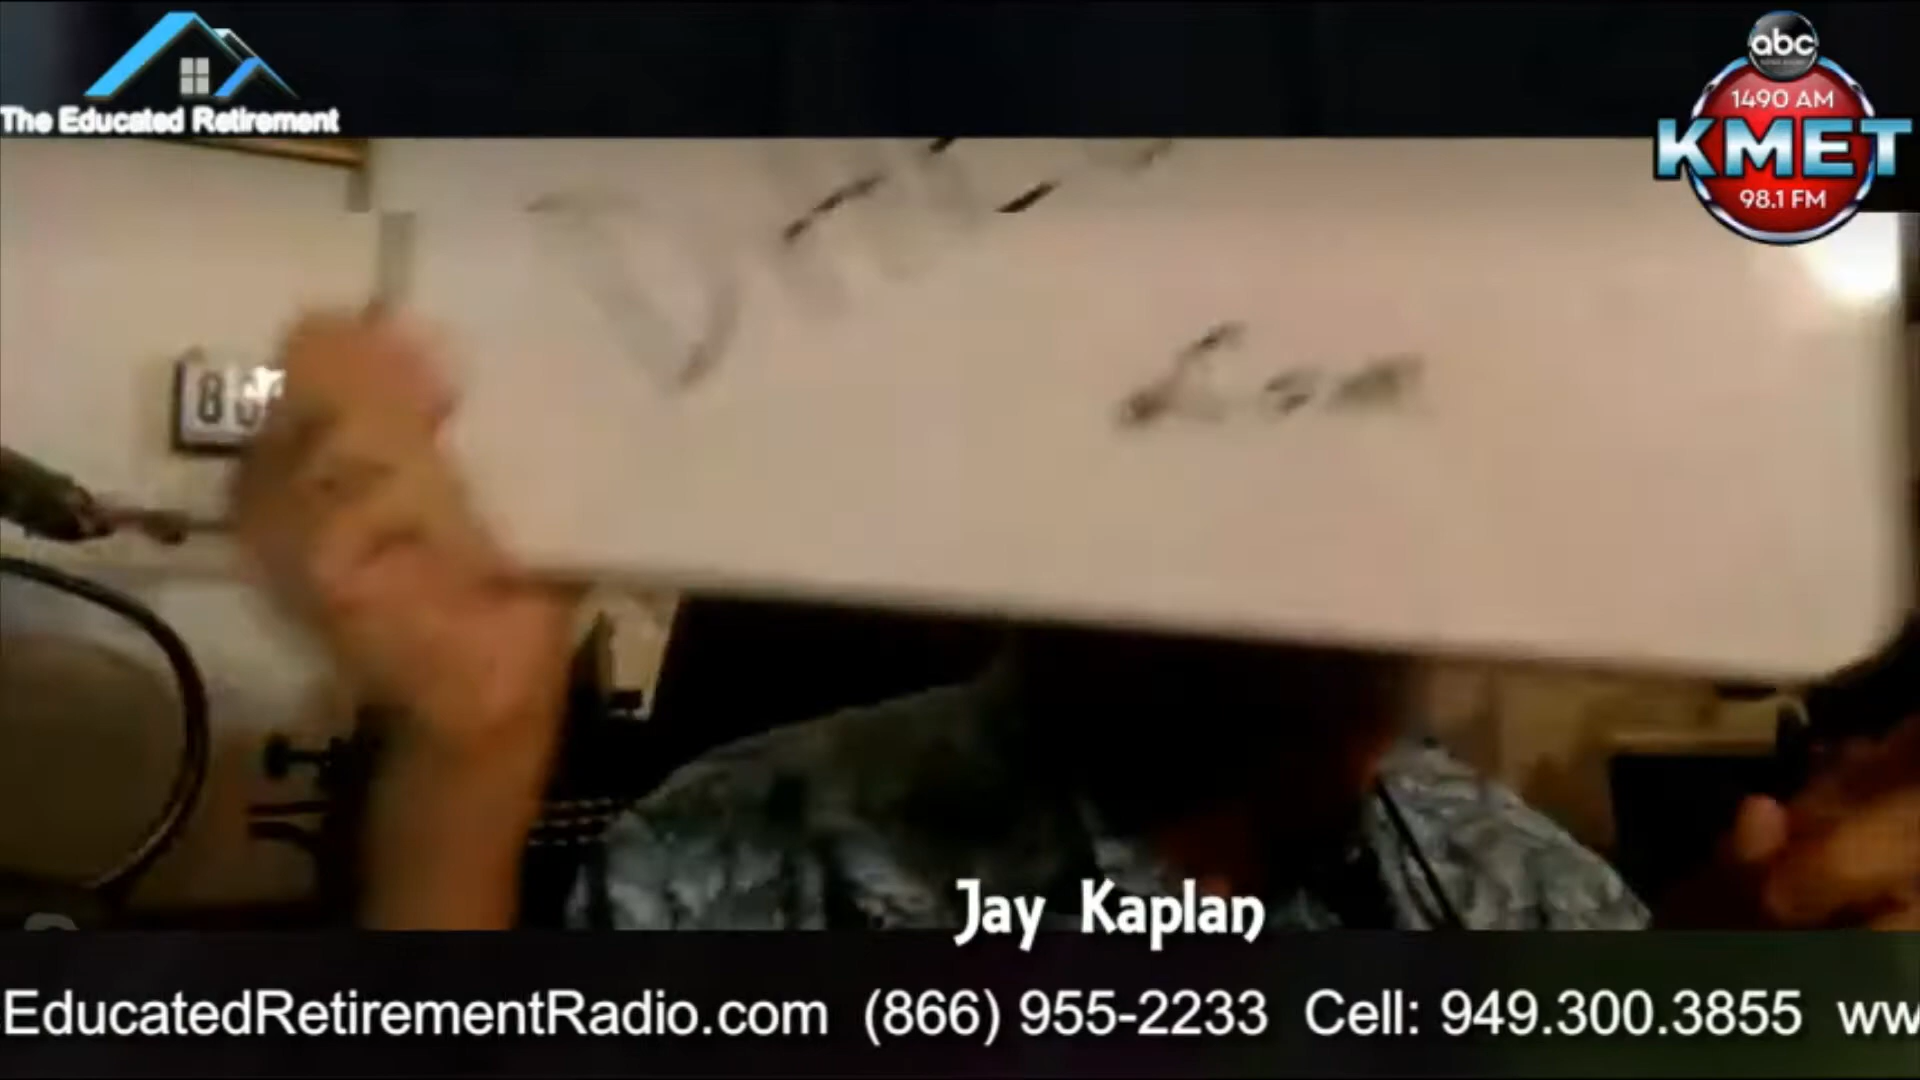 The Educated Retirement
abc
1490 AM
KMET
98.1 FM
Jay Kaplan
EducatedRetirementRadio.com (866) 955-2233 Cell: 949.300.3855 ww